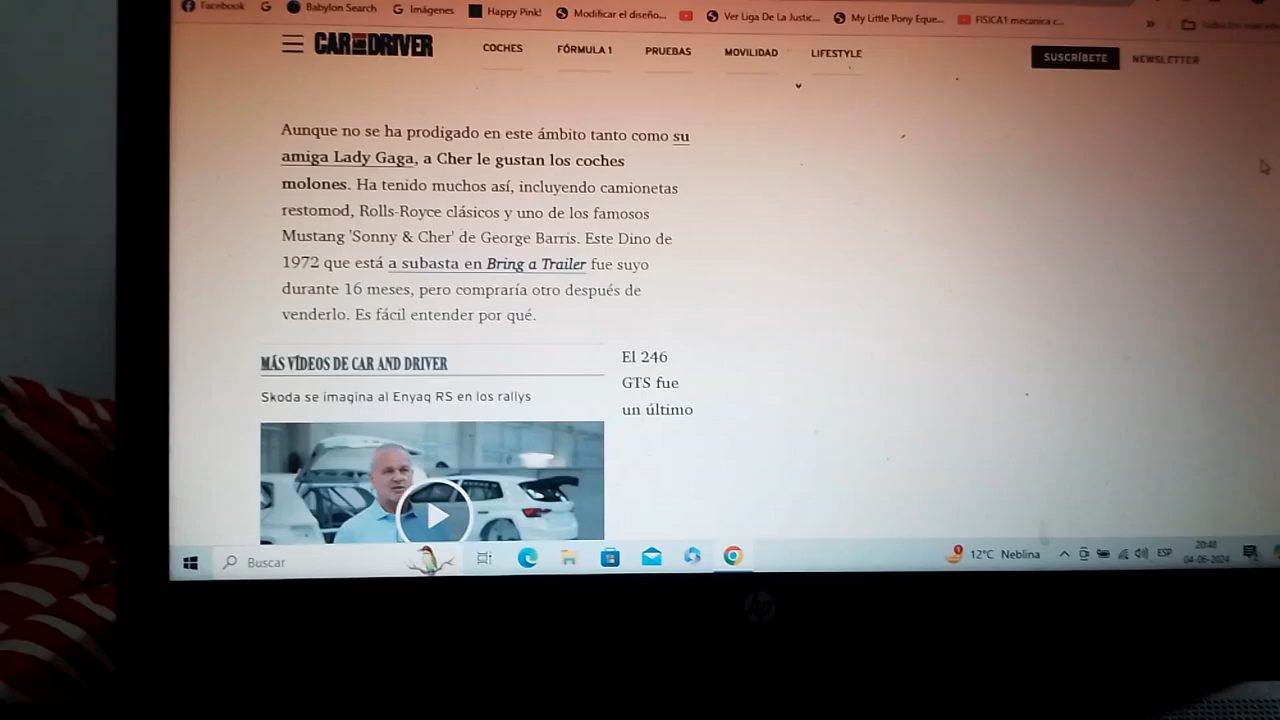 Facebook
G
Babylon Search
Imágenes
Happy Pink!
Modificar el diseño...
Ver Liga De La Justic...
My Little Pony Eque...
FISICA1 mecanica c...
»
CAR AND DRIVER
COCHES
FÓRMULA 1
PRUEBAS
MOVILIDAD
LIFESTYLE
SUSCRÍBETE
NEWSLETTER
Aunque no se ha prodigado en este ámbito tanto como su
amiga Lady Gaga, a Cher le gustan los coches
molones. Ha tenido muchos así, incluyendo camionetas
restomod, Rolls-Royce clásicos y uno de los famosos
Mustang 'Sonny & Cher' de George Barris. Este Dino de
1972 que está a subasta en Bring a Trailer fue suyo
durante 16 meses, pero compraría otro después de
venderlo. Es fácil entender por qué.
MÁS VÍDEOS DE CAR AND DRIVER
Skoda se imagina al Enyaq RS en los rallys
El 246
GTS fue
un último
Buscar
12°C Neblina
ESP
20:48
04-06-2024
hp